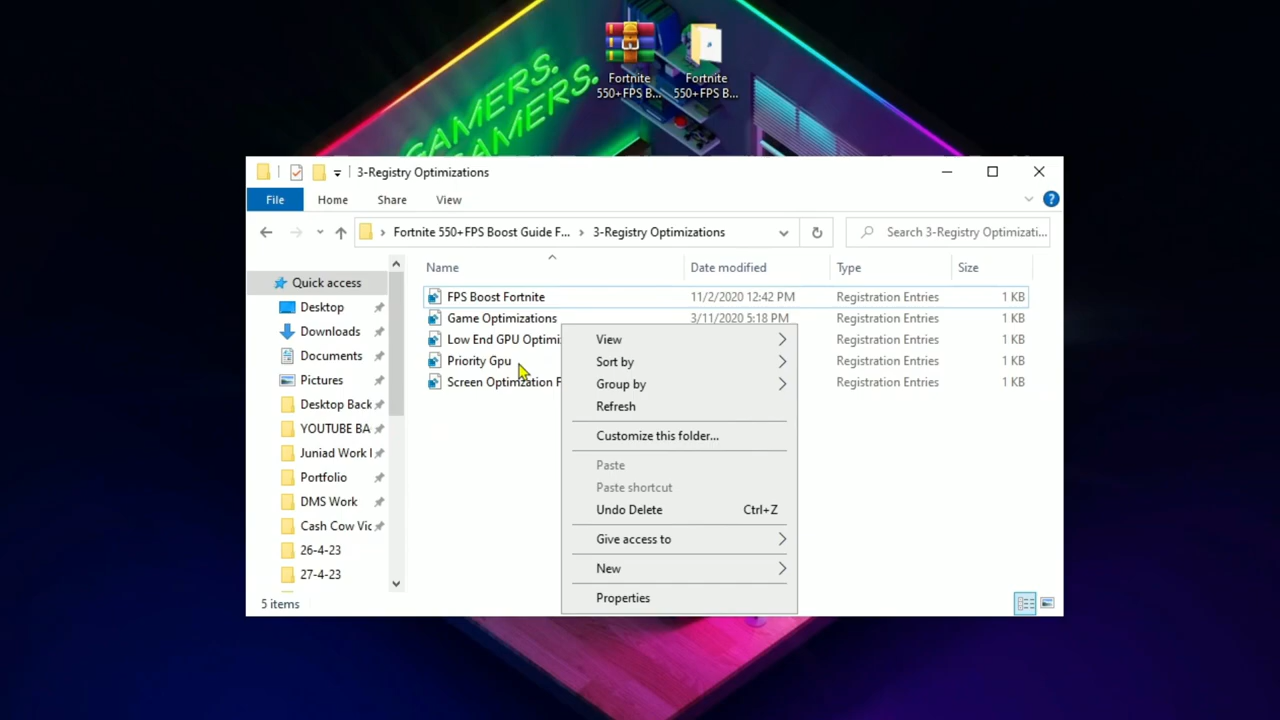 GAMERS.
GAMERS.
Fortnite
550+FPS B...
Fortnite
550+FPS B...
3-Registry Optimizations
File
Home
Share
View
Fortnite 550+FPS Boost Guide F...
3-Registry Optimizations
Search 3-Registry Optimizati...
Name
Date modified
Type
Size
Quick access
Desktop
Downloads
Documents
Pictures
Desktop Back
YOUTUBE BA
Juniad Work I
Portfolio
DMS Work
Cash Cow Vic
26-4-23
27-4-23
FPS Boost Fortnite 11/2/2020 12:42 PM Registration Entries 1 KB
Game Optimizations 3/11/2020 5:18 PM Registration Entries 1 KB
Low End GPU Optimi Registration Entries 1 KB
Priority Gpu Registration Entries 1 KB
Screen Optimization F Registration Entries 1 KB
View
Sort by
Group by
Refresh
Customize this folder...
Paste
Paste shortcut
Undo Delete Ctrl+Z
Give access to
New
Properties
5 items